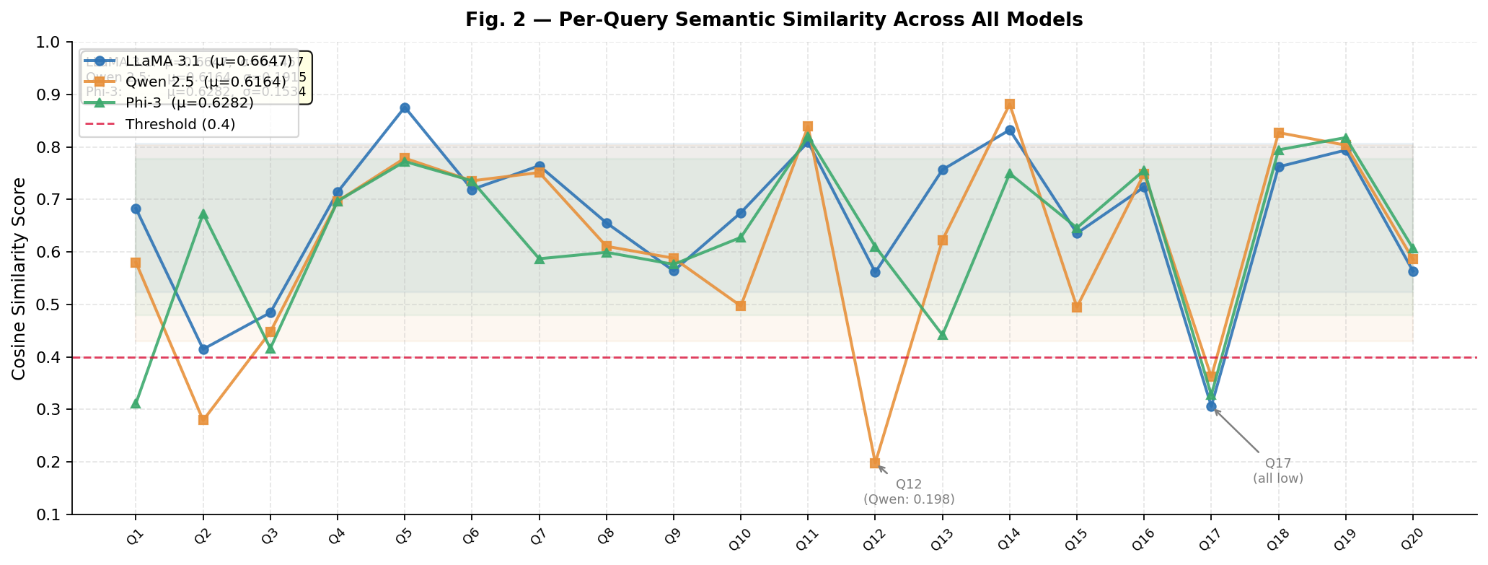 Fig. 2 — Per-Query Semantic Similarity Across All Models
LLaMA 3.1 (μ=0.6647)
Qwen 2.5 (μ=0.6164)
Phi-3 (μ=0.6282)
Threshold (0.4)
Cosine Similarity Score
1.0
0.9
0.8
0.7
0.6
0.5
0.4
0.3
0.2
0.1
Q12
(Qwen: 0.198)
Q17
(all low)
Q1
Q2
Q3
Q4
Q5
Q6
Q7
Q8
Q9
Q10
Q11
Q12
Q13
Q14
Q15
Q16
Q17
Q18
Q19
Q20